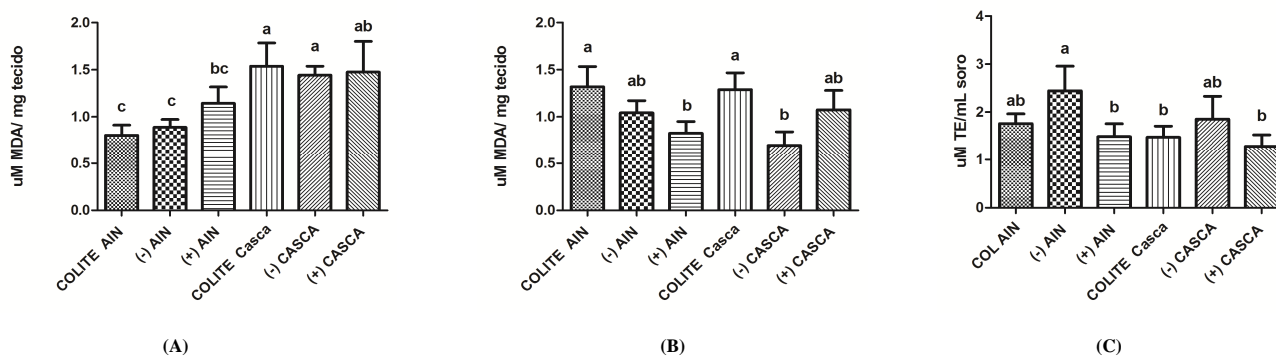 uM MDA/ mg tecido
2.0
1.5
1.0
0.5
0.0
c
c
bc
a
a
ab
COLITE AIN
(-) AIN
(+) AIN
COLITE Casca
(-) CASCA
(+) CASCA
(A)
uM MDA/ mg tecido
2.0
1.5
1.0
0.5
0.0
a
ab
b
a
b
ab
COLITE AIN
(-) AIN
(+) AIN
COLITE Casca
(-) CASCA
(+) CASCA
(B)
uM TE/mL soro
4
3
2
1
0
ab
a
b
b
ab
b
COL AIN
(-) AIN
(+) AIN
COLITE Casca
(-) CASCA
(+) CASCA
(C)